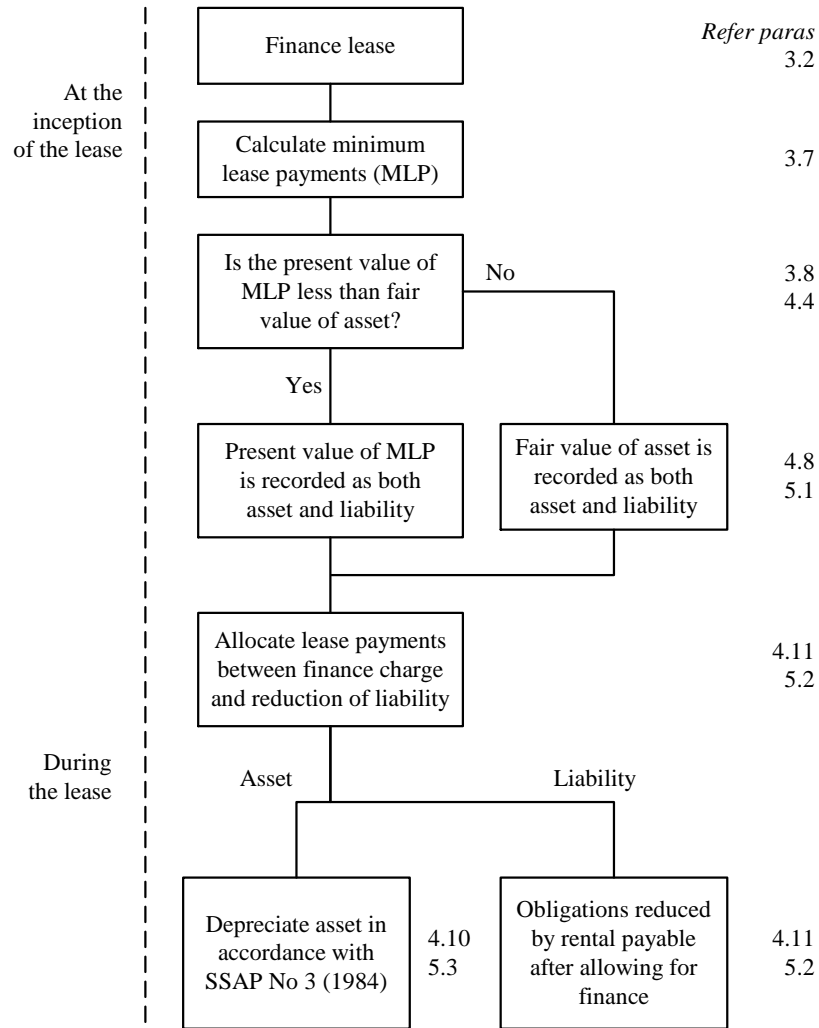 Finance lease
Refer paras
3.2
At the
inception
of the lease
Calculate minimum
lease payments (MLP)
3.7
Is the present value of
MLP less than fair
value of asset?
No
3.8
4.4
Yes
Present value of MLP
is recorded as both
asset and liability
Fair value of asset is
recorded as both
asset and liability
4.8
5.1
Allocate lease payments
between finance charge
and reduction of liability
4.11
5.2
During
the lease
Asset
Liability
Depreciate asset in
accordance with
SSAP No 3 (1984)
4.10
5.3
Obligations reduced
by rental payable
after allowing for
finance
4.11
5.2